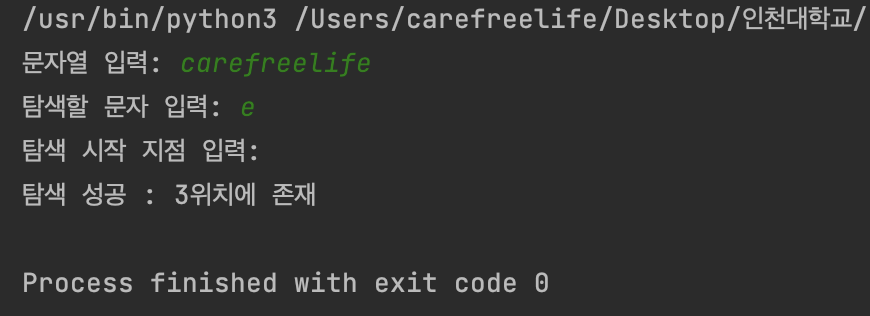 /usr/bin/python3 /Users/carefreelife/Desktop/인천대학교/
문자열 입력: carefreelife
탐색할 문자 입력: e
탐색 시작 지점 입력:
탐색 성공 : 3위치에 존재
Process finished with exit code 0